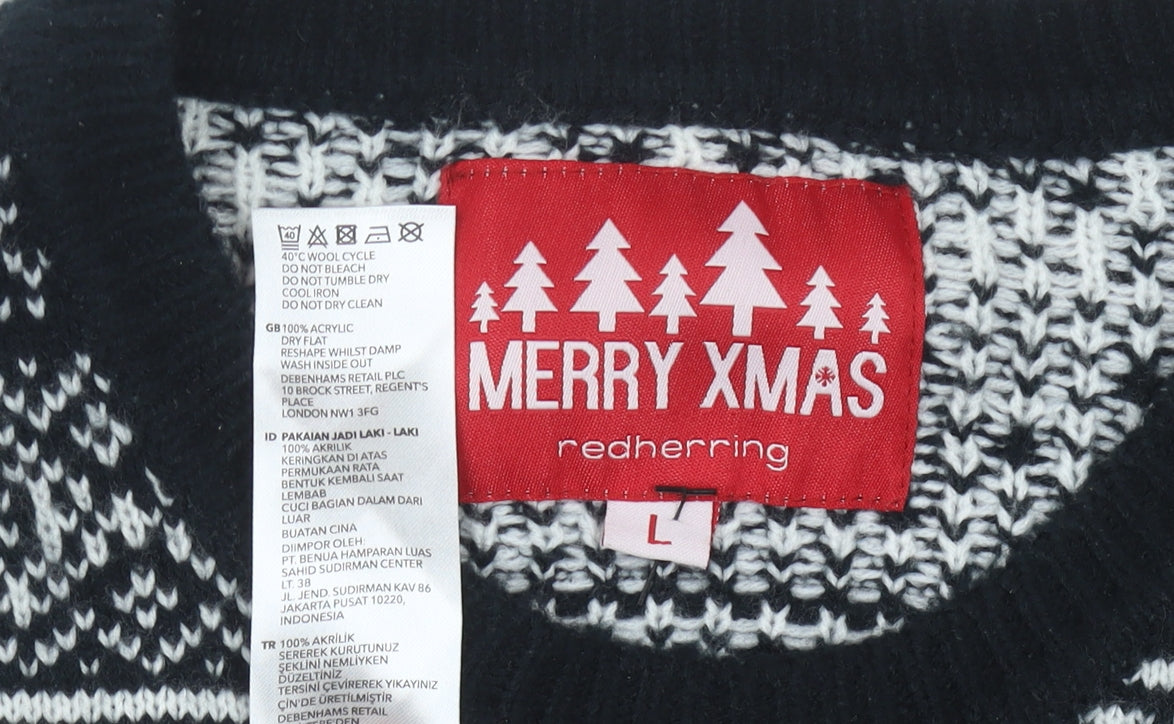 40
40°C WOOL CYCLE
DO NOT BLEACH
DO NOT TUMBLE DRY
COOL IRON
DO NOT DRY CLEAN
GB 100% ACRYLIC
DRY FLAT
RESHAPE WHILST DAMP
WASH INSIDE OUT
DEBENHAMS RETAIL PLC
10 BROCK STREET, REGENT'S
PLACE
LONDON NW1 3FG
ID PAKAIAN JADI LAKI - LAKI
100% AKRILIK
KERINGKAN DI ATAS
PERMUKAAN RATA
BENTUK KEMBALI SAAT
LEMBAB
CUCI BAGIAN DALAM DARI
LUAR
BUATAN CINA
DIIMPOR OLEH:
PT. BENUA HAMPARAN LUAS
SAHID SUDIRMAN CENTER
LT. 38
JL. JEND. SUDIRMAN KAV 86
JAKARTA PUSAT 10220,
INDONESIA
TR 100% AKRİLİK
SEREREK KURUTUNUZ
ŞEKLİNİ NEMLİYKEN
DÜZELTİNİZ
TERSİNİ ÇEVİREREK YIKAYINIZ
ÇİN'DE ÜRETİLMİŞTİR
DEBENHAMS RETAIL
MERRY XMAS
redherring
L